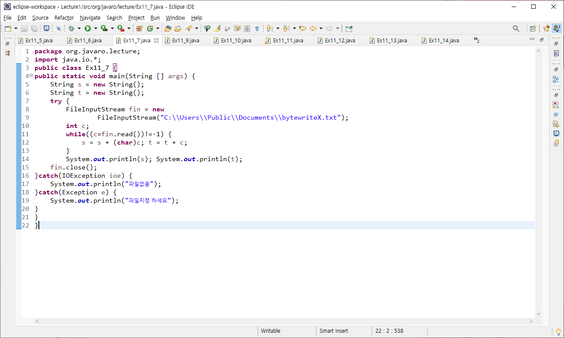 eclipse-workspace - Lecture1/src/org/javaro/lecture/Ex11_7.java - Eclipse IDE
File Edit Source Refactor Navigate Search Project Run Window Help
Ex11_5.java Ex11_6.java Ex11_7.java Ex11_9.java Ex11_10.java Ex11_11.java Ex11_12.java Ex11_13.java Ex11_14.java
1 package org.javaro.lecture;
2 import java.io.*;
3 public class Ex11_7 {
4 public static void main(String [] args) {
5 String s = new String();
6 String t = new String();
7 try {
8 FileInputStream fin = new
9 FileInputStream("C:\\Users\\Public\\Documents\\bytewriteX.txt");
10 int c;
11 while((c=fin.read())!=-1) {
12 s = s + (char)c; t = t + c;
13 }
14 System.out.println(s); System.out.println(t);
15 fin.close();
16 }catch(IOException ioe) {
17 System.out.println("파일없음");
18 }catch(Exception e) {
19 System.out.println("파일지정 하세요");
20 }
21 }
22 }
Writable Smart Insert 22 : 2 : 538